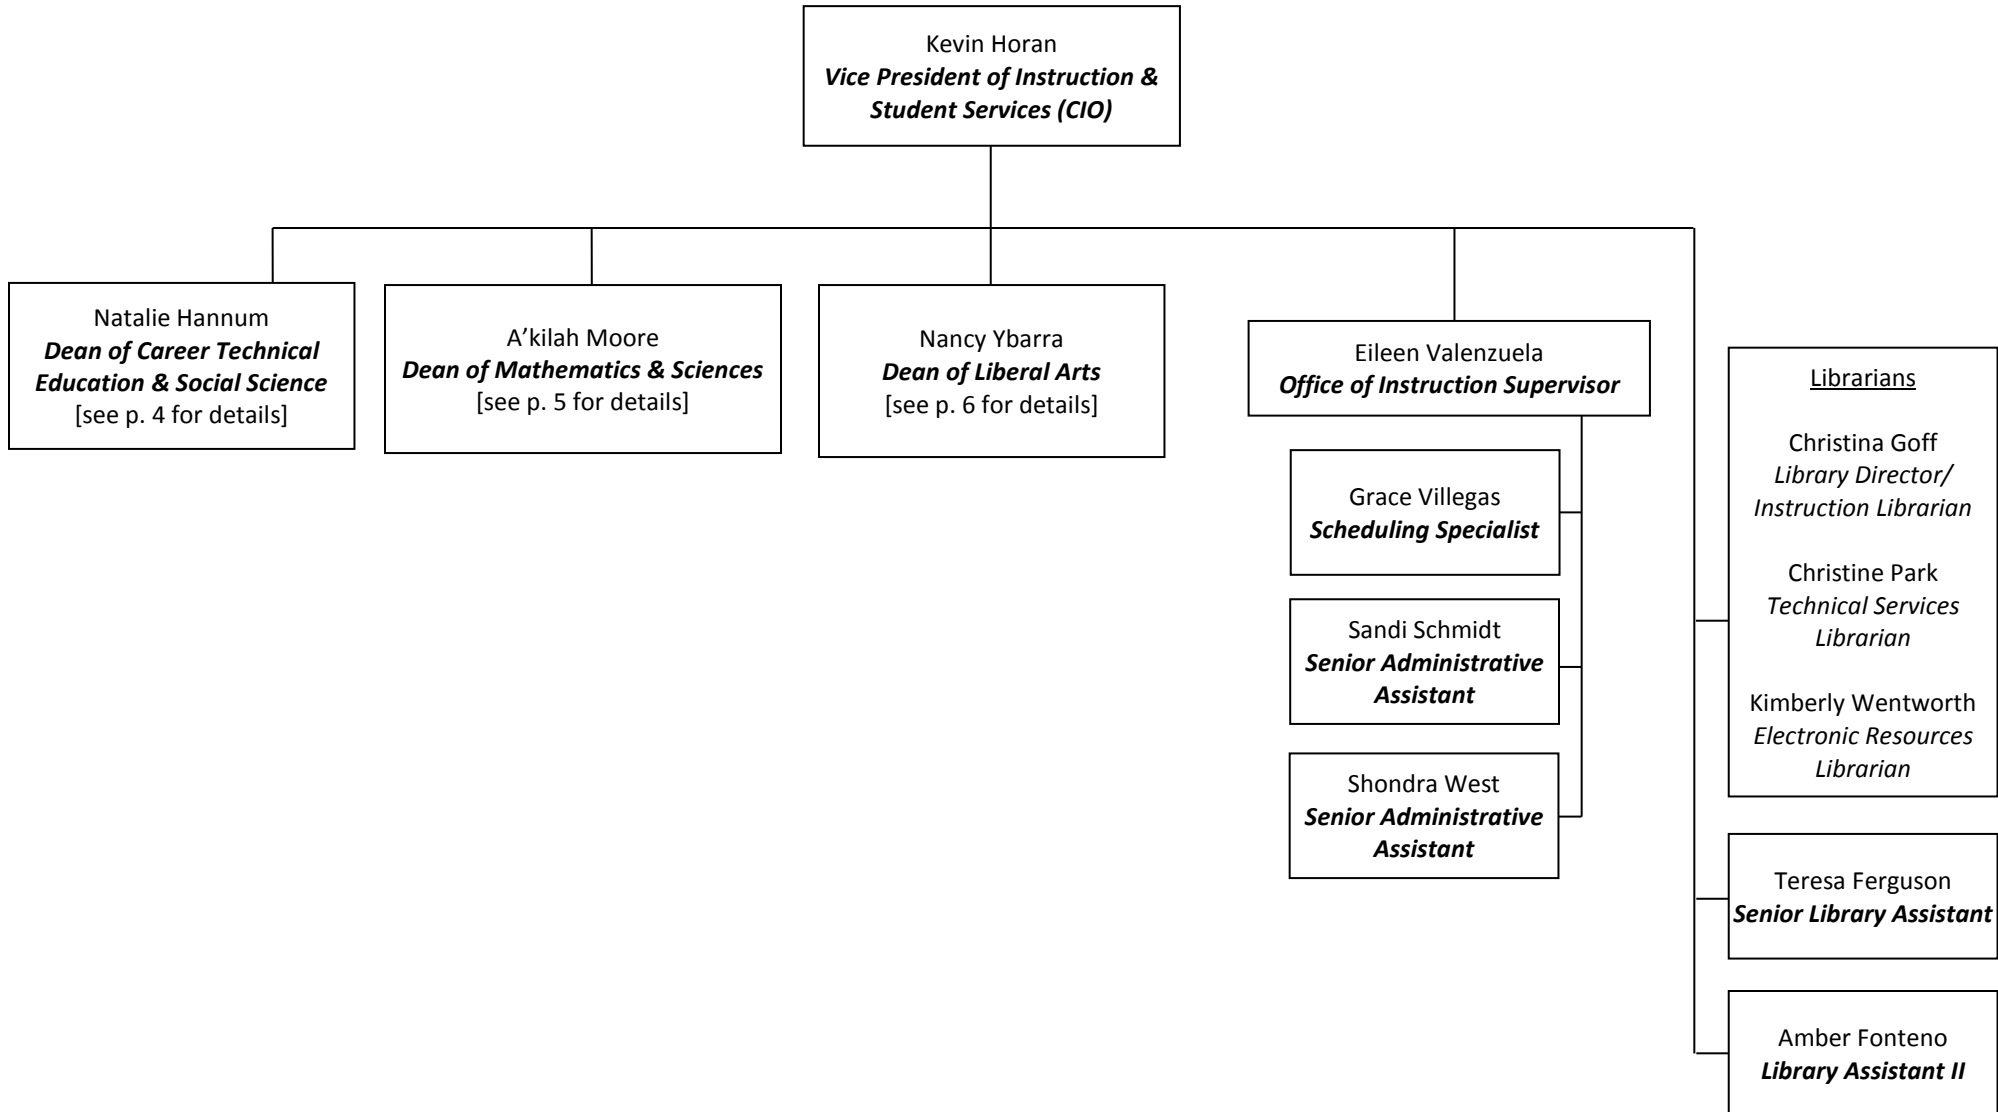 Kevin Horan
Vice President of Instruction &
Student Services (CIO)
Natalie Hannum
Dean of Career Technical
Education & Social Science
[see p. 4 for details]
A’kilah Moore
Dean of Mathematics & Sciences
[see p. 5 for details]
Nancy Ybarra
Dean of Liberal Arts
[see p. 6 for details]
Eileen Valenzuela
Office of Instruction Supervisor
Grace Villegas
Scheduling Specialist
Sandi Schmidt
Senior Administrative
Assistant
Shondra West
Senior Administrative
Assistant
Librarians
Christina Goff
Library Director/
Instruction Librarian
Christine Park
Technical Services
Librarian
Kimberly Wentworth
Electronic Resources
Librarian
Teresa Ferguson
Senior Library Assistant
Amber Fonteno
Library Assistant II